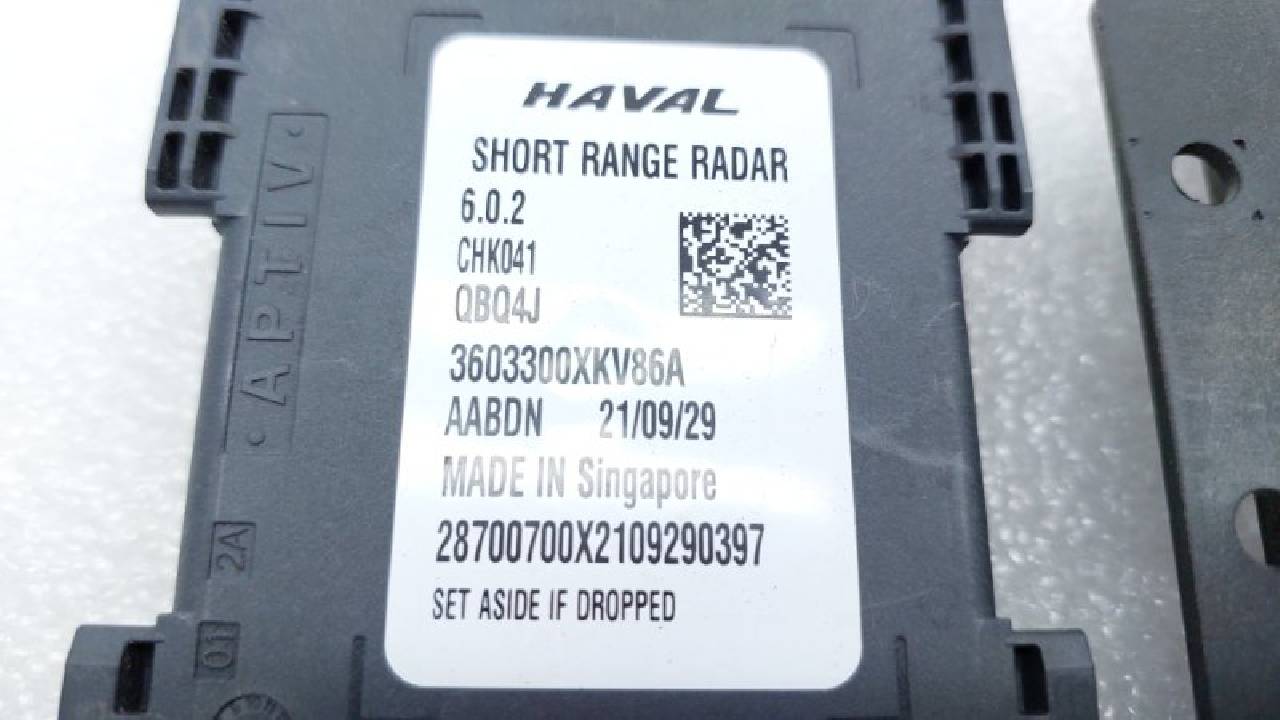 HAVAL
SHORT RANGE RADAR
6.0.2
CHK041
QBQ4J
3603300XKV86A
AABDN 21/09/29
MADE IN Singapore
28700700X2109290397
SET ASIDE IF DROPPED
· APTIV ·
2A
01